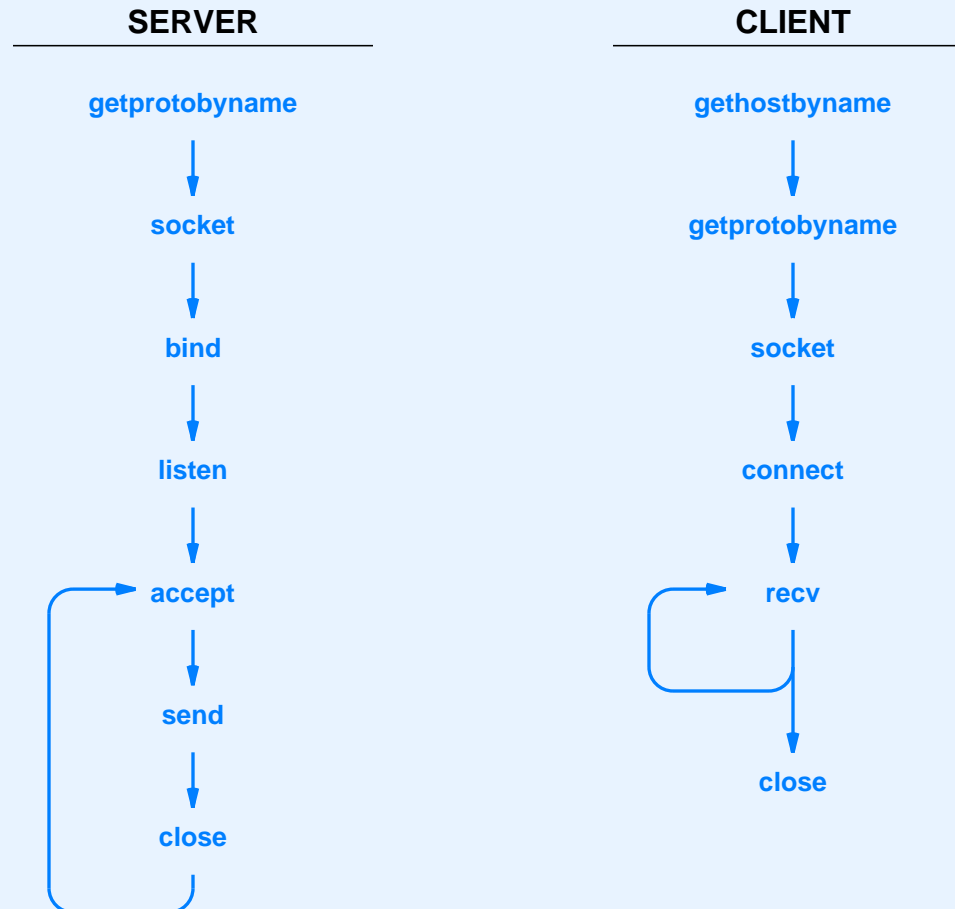 SERVER
CLIENT
getprotobyname
gethostbyname
socket
getprotobyname
bind
socket
listen
connect
accept
recv
send
close
close